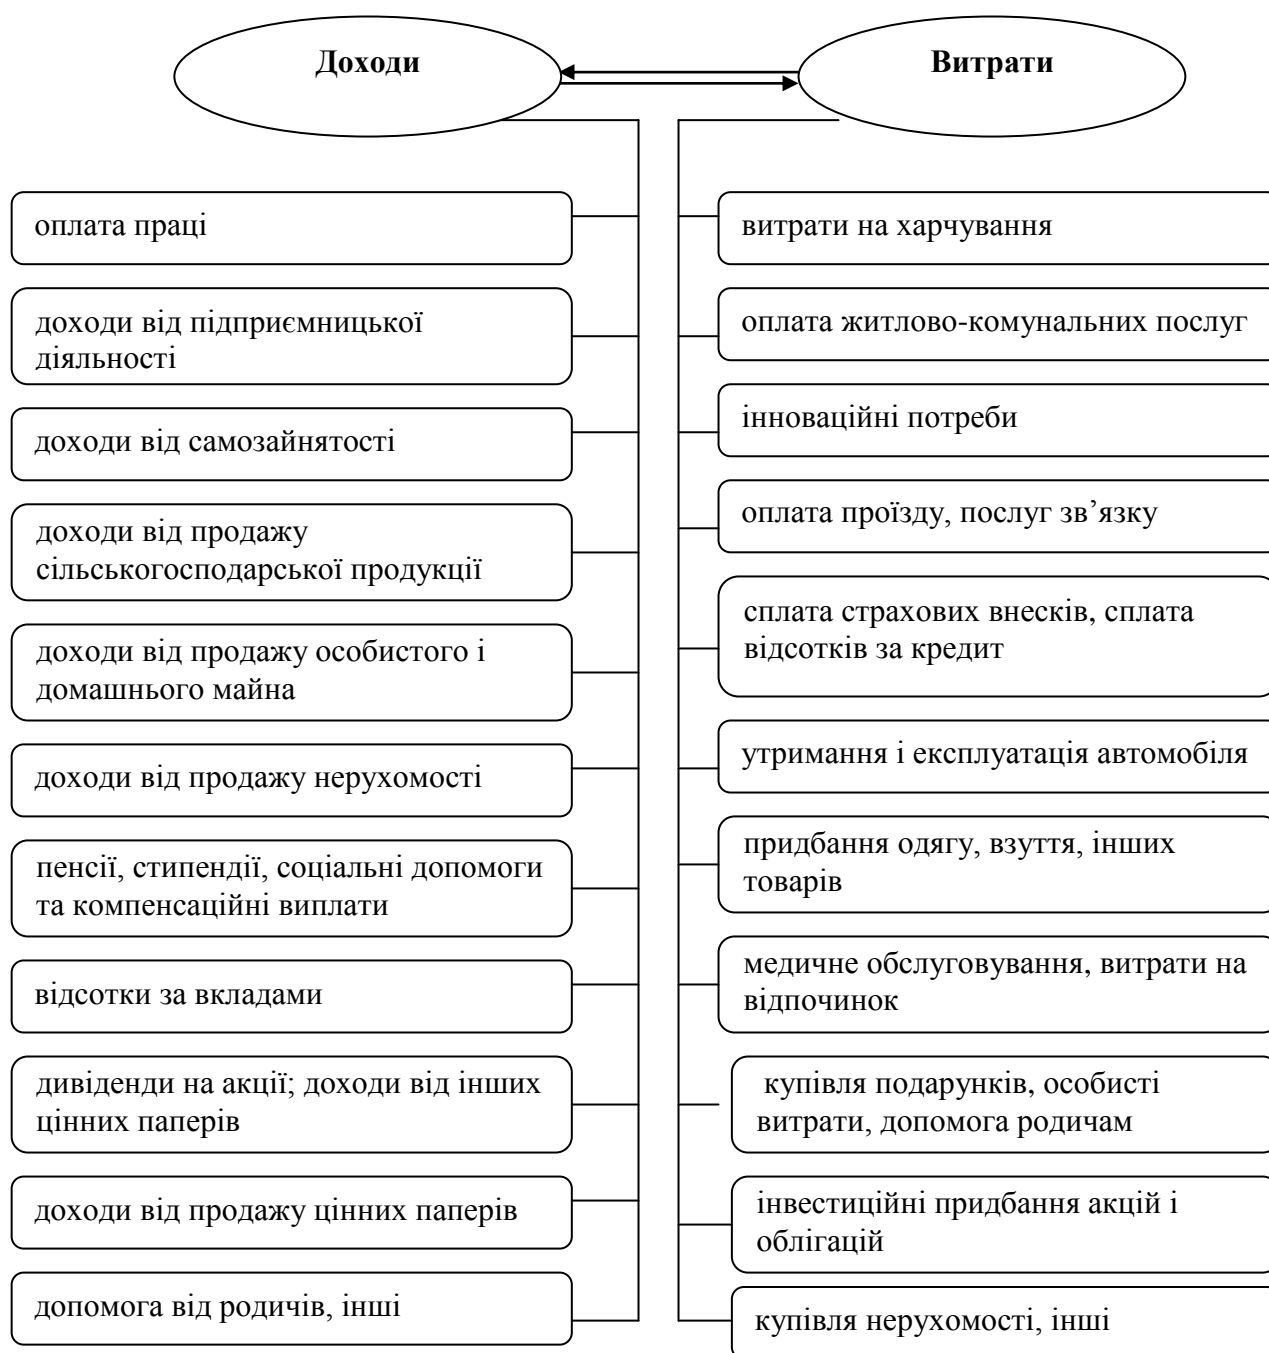 Доходи
Витрати
оплата праці
доходи від підприємницької
діяльності
доходи від самозайнятості
доходи від продажу
сільськогосподарської продукції
доходи від продажу особистого і
домашнього майна
доходи від продажу нерухомості
пенсії, стипендії, соціальні допомоги
та компенсаційні виплати
відсотки за вкладами
дивіденди на акції; доходи від інших
цінних паперів
доходи від продажу цінних паперів
допомога від родичів, інші
витрати на харчування
оплата житлово-комунальних послуг
інноваційні потреби
оплата проїзду, послуг зв’язку
сплата страхових внесків, сплата
відсотків за кредит
утримання і експлуатація автомобіля
придбання одягу, взуття, інших
товарів
медичне обслуговування, витрати на
відпочинок
купівля подарунків, особисті
витрати, допомога родичам
інвестиційні придбання акцій і
облігацій
купівля нерухомості, інші